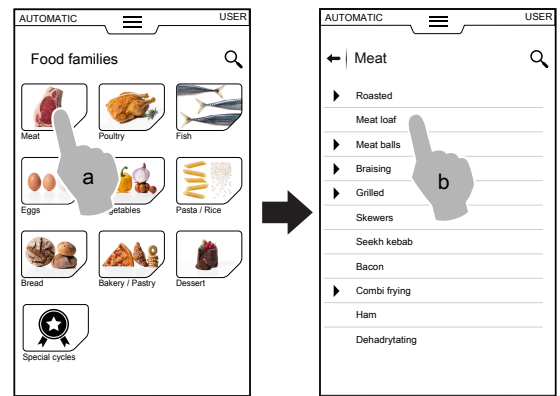 AUTOMATIC USER
Food families
Meat Poultry Fish
a
Eggs getables Pasta / Rice
Bread Bakery / Pastry Dessert
Special cycles
AUTOMATIC USER
Meat
Roasted
Meat loaf
Meat balls
Braising
b
Grilled
Skewers
Seekh kebab
Bacon
Combi frying
Ham
Dehadrytating